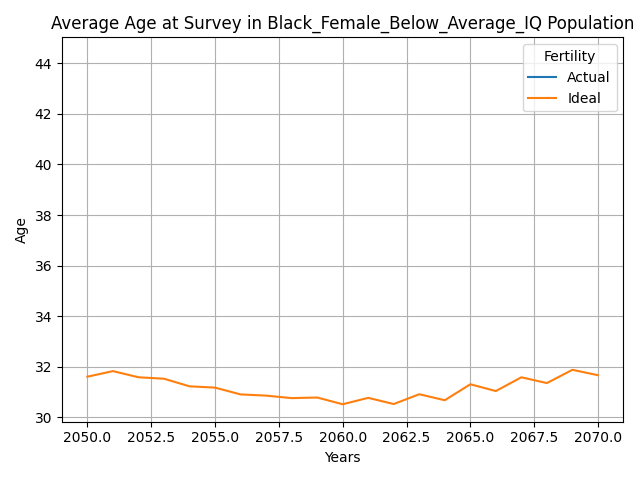 Average Age at Survey in Black_Female_Below_Average_IQ Population
Fertility
Actual
Ideal
44
42
40
38
36
34
32
30
Age
2050.0 2052.5 2055.0 2057.5 2060.0 2062.5 2065.0 2067.5 2070.0
Years